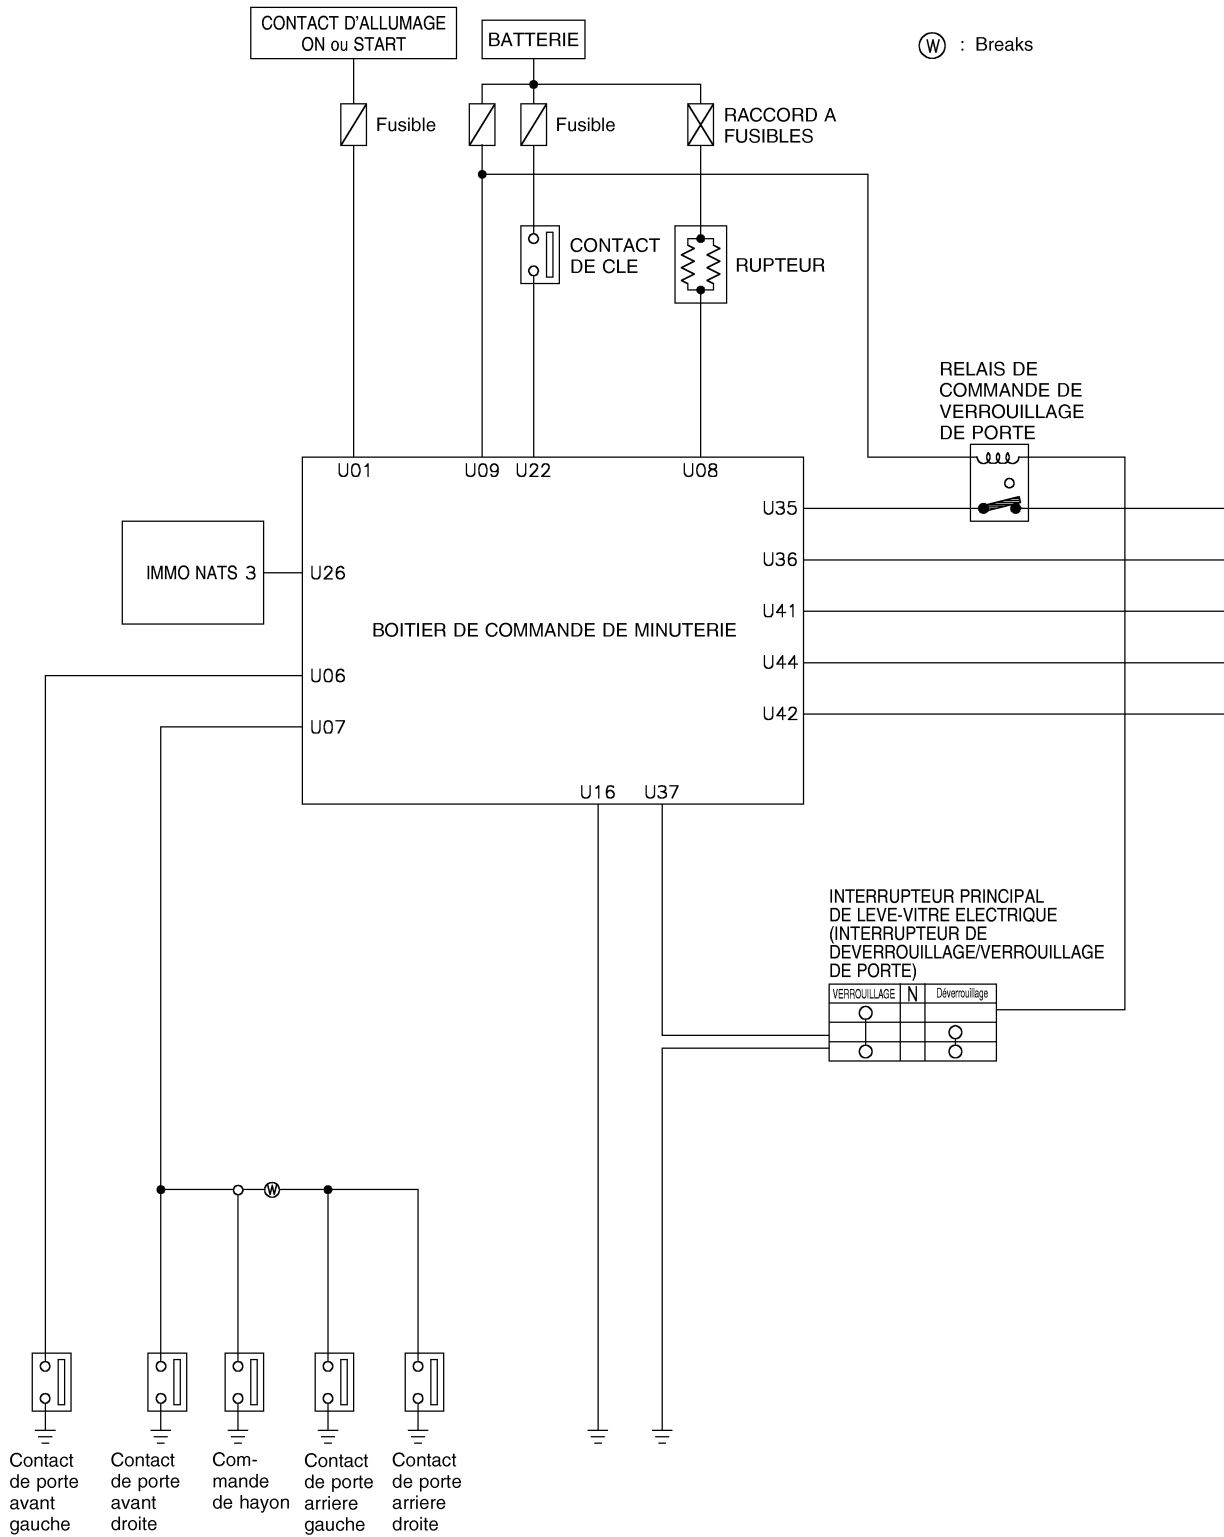 CONTACT D'ALLUMAGE
ON ou START
BATTERIE
W : Breaks
Fusible
Fusible
RACCORD A
FUSIBLES
CONTACT
DE CLE
RUPTEUR
RELAIS DE
COMMANDE DE
VERROUILLAGE
DE PORTE
U01
U09
U22
U08
U35
IMMO NATS 3
U26
U36
BOITIER DE COMMANDE DE MINUTERIE
U41
U06
U44
U07
U42
U16
U37
INTERRUPTEUR PRINCIPAL
DE LEVE-VITRE ELECTRIQUE
(INTERRUPTEUR DE
DEVERROUILLAGE/VERROUILLAGE
DE PORTE)
VERROUILLAGE
N
Déverrouillage
W
Contact
de porte
avant
gauche
Contact
de porte
avant
droite
Com-
mande
de hayon
Contact
de porte
arriere
gauche
Contact
de porte
arriere
droite